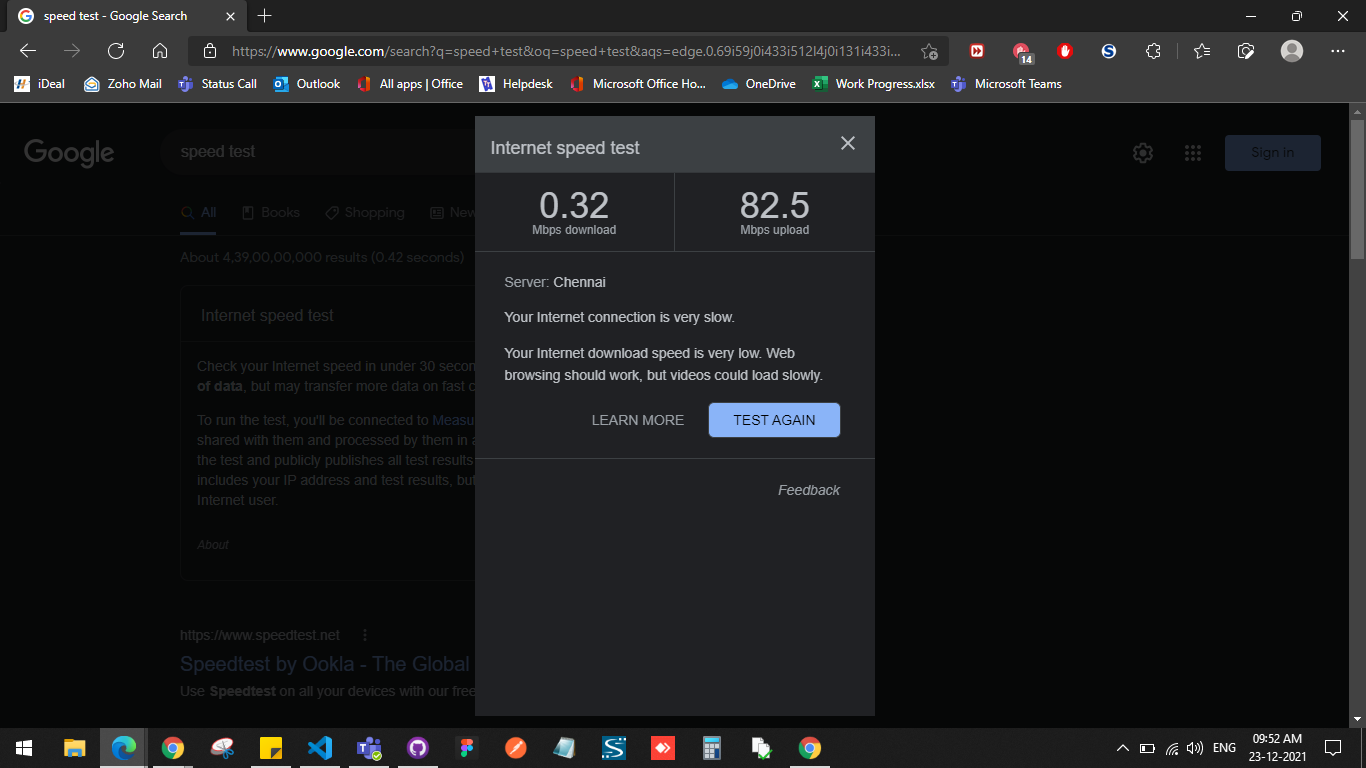 speed test - Google Search
https://www.google.com/search?q=speed+test&oq=speed+test&aqs=edge.0.69i59j0i433i512l4j0i131i433i...
14
iDeal Zoho Mail Status Call Outlook All apps | Office Helpdesk Microsoft Office Ho... OneDrive Work Progress.xlsx Microsoft Teams
Google
speed test
Sign in
All Books Shopping New
About 4,39,00,00,000 results (0.42 seconds)
Internet speed test
Check your Internet speed in under 30 secon
of data, but may transfer more data on fast c
To run the test, you'll be connected to Measu
shared with them and processed by them in a
the test and publicly publishes all test results
includes your IP address and test results, but
Internet user.
About
https://www.speedtest.net
Speedtest by Ookla - The Global
Use Speedtest on all your devices with our free
Internet speed test
0.32 82.5
Mbps download Mbps upload
Server: Chennai
Your Internet connection is very slow.
Your Internet download speed is very low. Web
browsing should work, but videos could load slowly.
LEARN MORE TEST AGAIN
Feedback
ENG
09:52 AM
23-12-2021